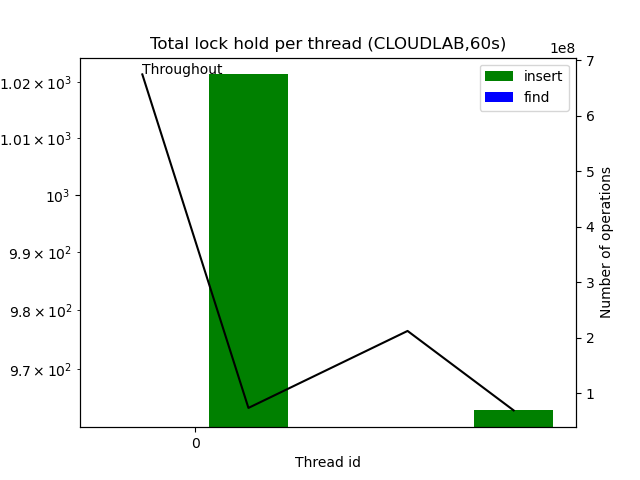 Total lock hold per thread (CLOUDLAB,60s)
1e8
Throughout
insert
find
1.02 × 10³
1.01 × 10³
10³
9.9 × 10²
9.8 × 10²
9.7 × 10²
7
6
5
4
3
2
1
Number of operations
0
Thread id